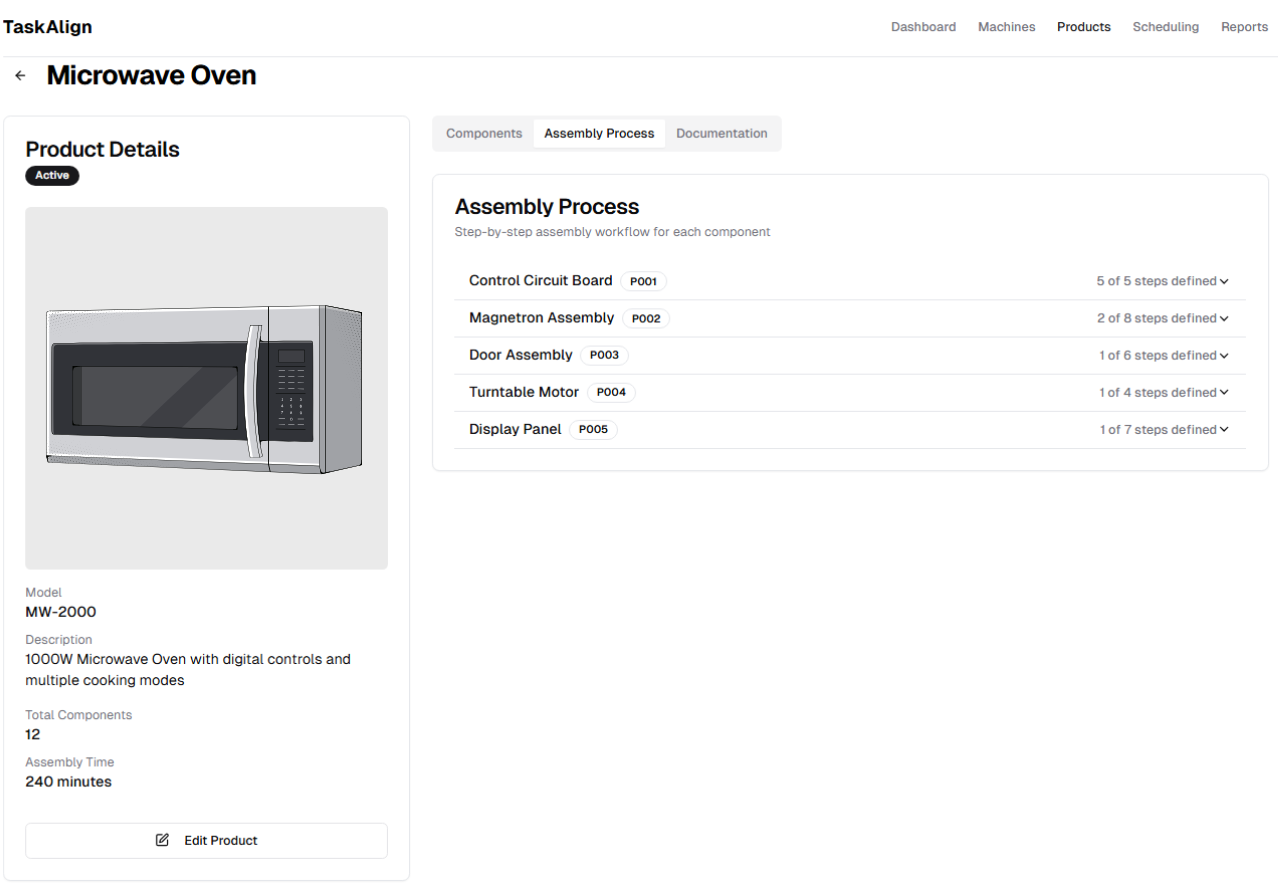 TaskAlign
Dashboard Machines Products Scheduling Reports
Microwave Oven
Product Details
Active
Model
MW-2000
Description
1000W Microwave Oven with digital controls and
multiple cooking modes
Total Components
12
Assembly Time
240 minutes
Edit Product
Components Assembly Process Documentation
Assembly Process
Step-by-step assembly workflow for each component
Control Circuit Board P001 5 of 5 steps defined
Magnetron Assembly P002 2 of 8 steps defined
Door Assembly P003 1 of 6 steps defined
Turntable Motor P004 1 of 4 steps defined
Display Panel P005 1 of 7 steps defined